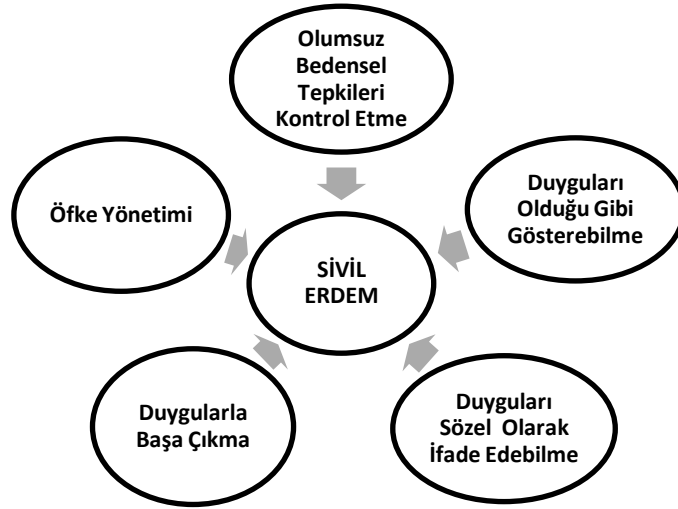 Olumsuz
Bedensel
Tepkileri
Kontrol Etme
Öfke Yönetimi
Duyguları
Olduğu Gibi
Gösterebilme
SİVİL
ERDEM
Duygularla
Başa Çıkma
Duyguları
Sözel Olarak
İfade Edebilme